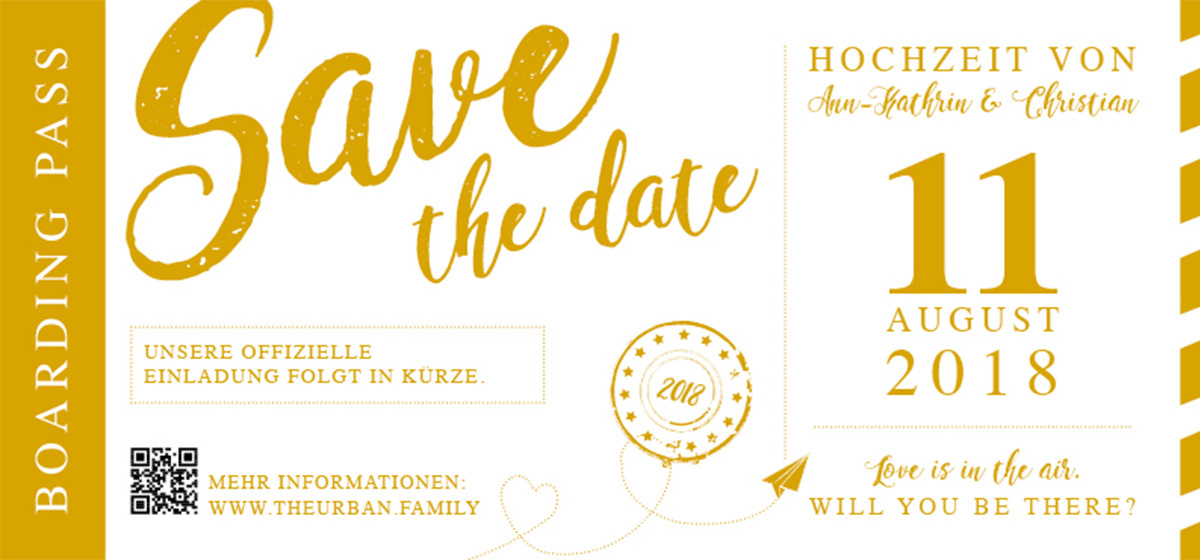 BOARDING PASS
Save
the date
UNSERE OFFIZIELLE
EINLADUNG FOLGT IN KÜRZE.
MEHR INFORMATIONEN:
WWW.THEURBAN.FAMILY
2018
HOCHZEIT VON
Ann-Kathrin & Christian
11
AUGUST
2018
Love is in the air.
WILL YOU BE THERE?